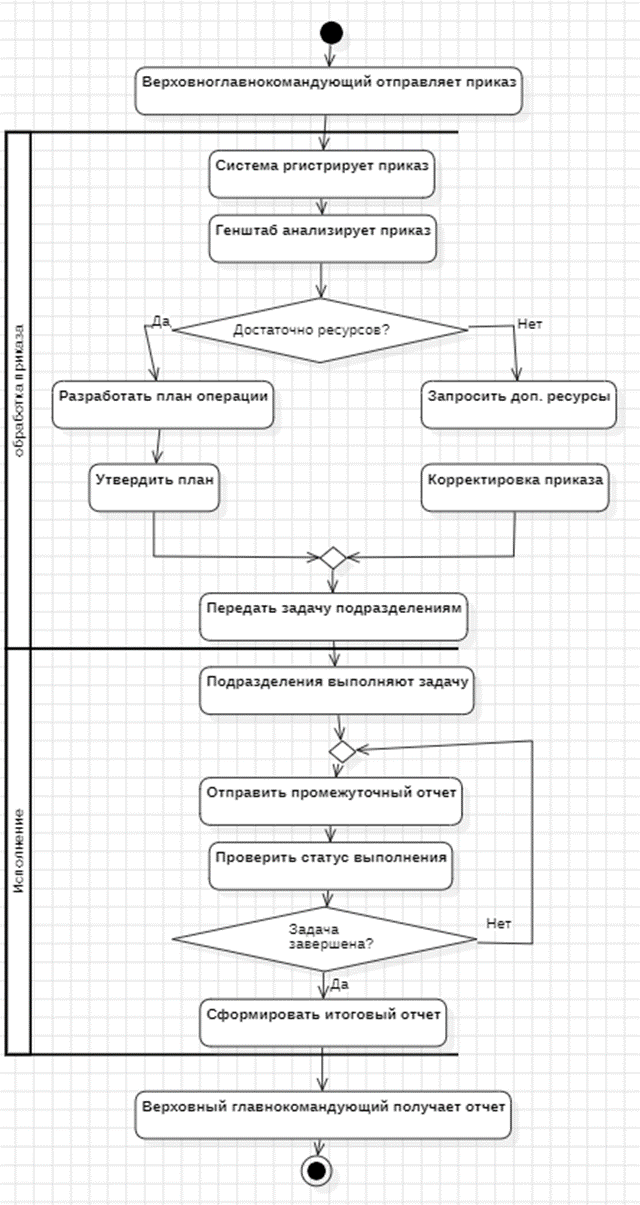 Верховноглавнокомандующий отправляет приказ
обработка приказа
Система ргистрирует приказ
Генштаб анализирует приказ
Достаточно ресурсов?
Да
Нет
Разработать план операции
Запросить доп. ресурсы
Утвердить план
Корректировка приказа
Передать задачу подразделениям
Исполнение
Подразделения выполняют задачу
Отправить промежуточный отчет
Проверить статус выполнения
Задача
завершена?
Нет
Да
Сформировать итоговый отчет
Верховный главнокомандующий получает отчет